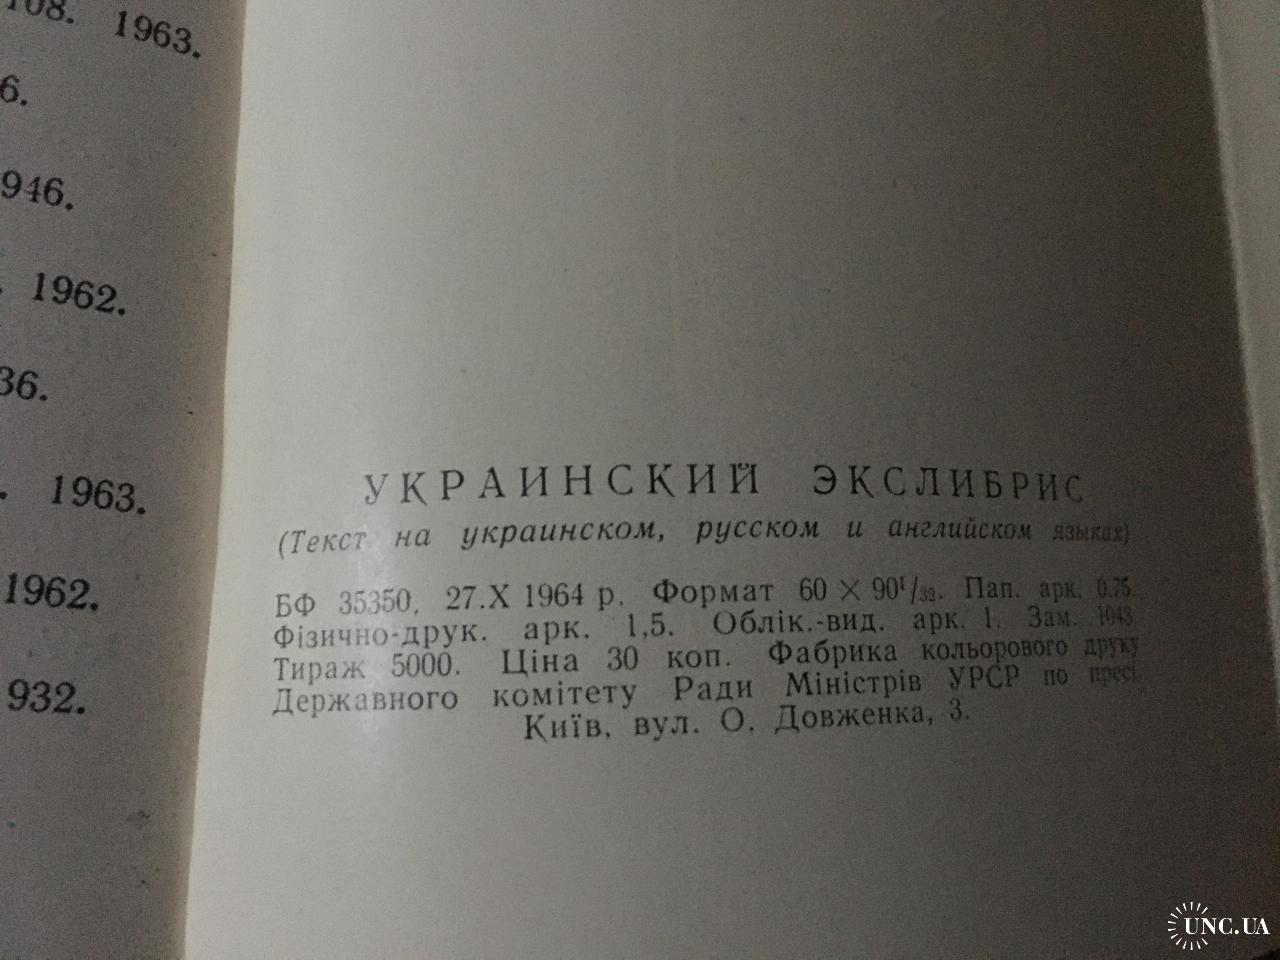 108. 1963.
6.
946.
. 1962.
36.
. 1963.
1962.
932.
УКРАИНСКИЙ ЭКСЛИБРИС
(Текст на украинском, русском и английском языках)
БФ 35350. 27.X 1964 р. Формат 60 × 90¹/₃₂. Пап. арк. 0.75.
Фізично-друк. арк. 1,5. Облік.-вид. арк. 1. Зам. 1043.
Тираж 5000. Ціна 30 коп. Фабрика кольорового друку
Державного комітету Ради Міністрів УРСР по пресі.
Київ, вул. О. Довженка, 3.
UNC.UA